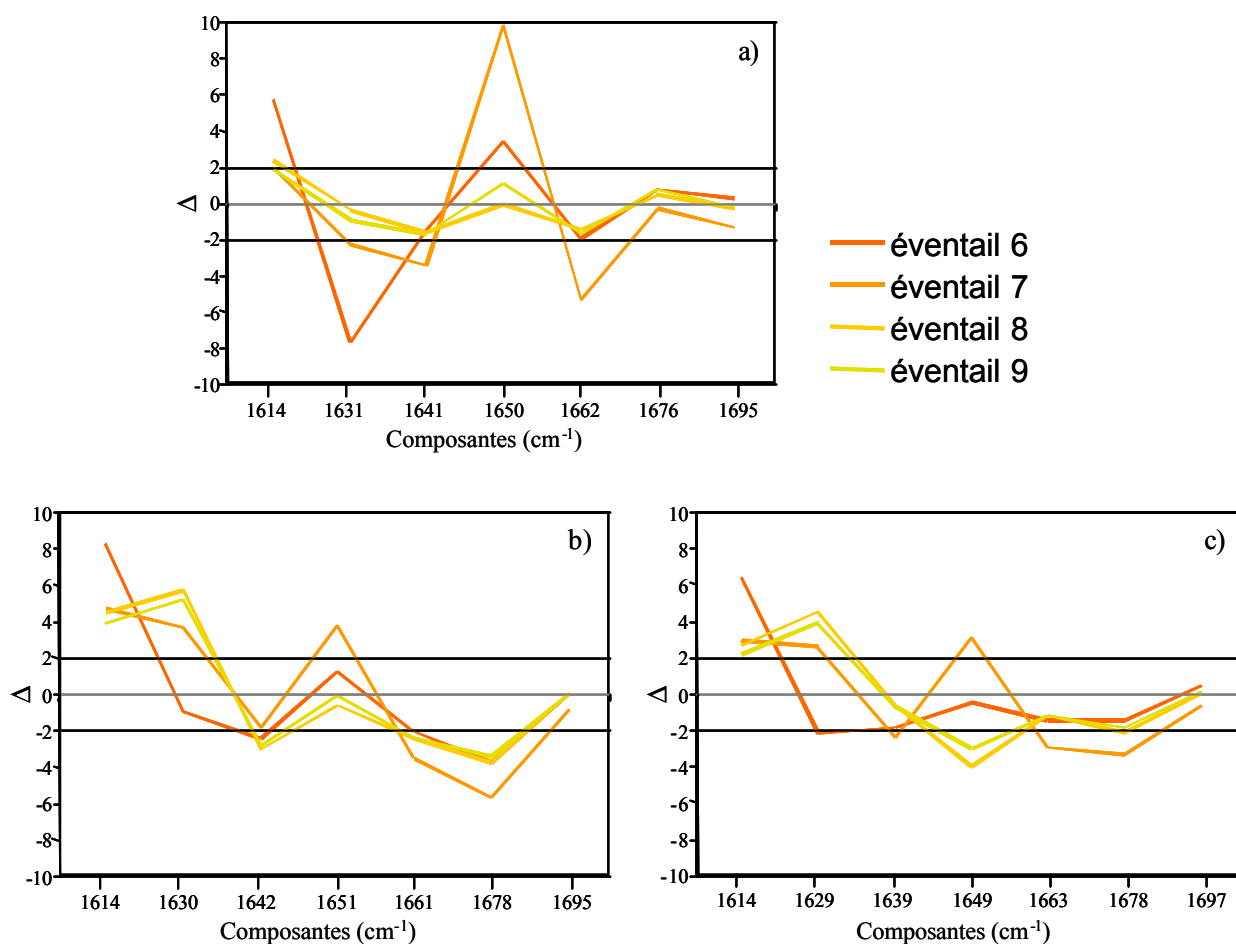 a)
10
8
6
4
2
0
-2
-4
-6
-8
-10
Δ
1614 1631 1641 1650 1662 1676 1695
Composantes (cm⁻¹)
éventail 6
éventail 7
éventail 8
éventail 9
b)
10
8
6
4
2
0
-2
-4
-6
-8
-10
Δ
1614 1630 1642 1651 1661 1678 1695
Composantes (cm⁻¹)
c)
10
8
6
4
2
0
-2
-4
-6
-8
-10
Δ
1614 1629 1639 1649 1663 1678 1697
Composantes (cm⁻¹)